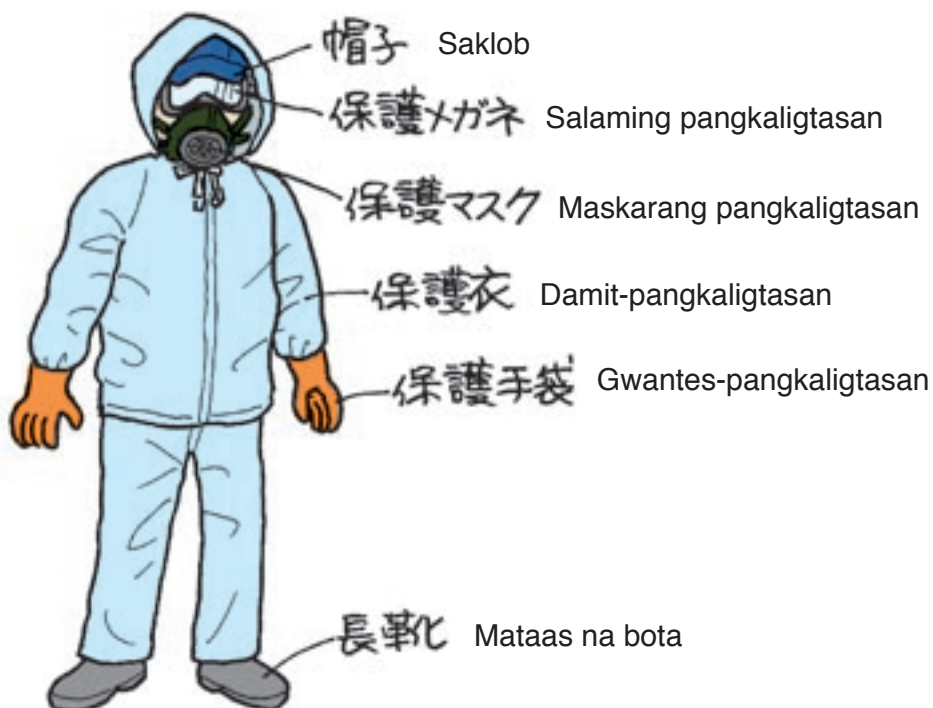 帽子 Saklob
保護メガネ Salaming pangkaligtasan
保護マスク Maskarang pangkaligtasan
保護衣 Damit-pangkaligtasan
保護手袋 Gwantes-pangkaligtasan
長靴 Mataas na bota